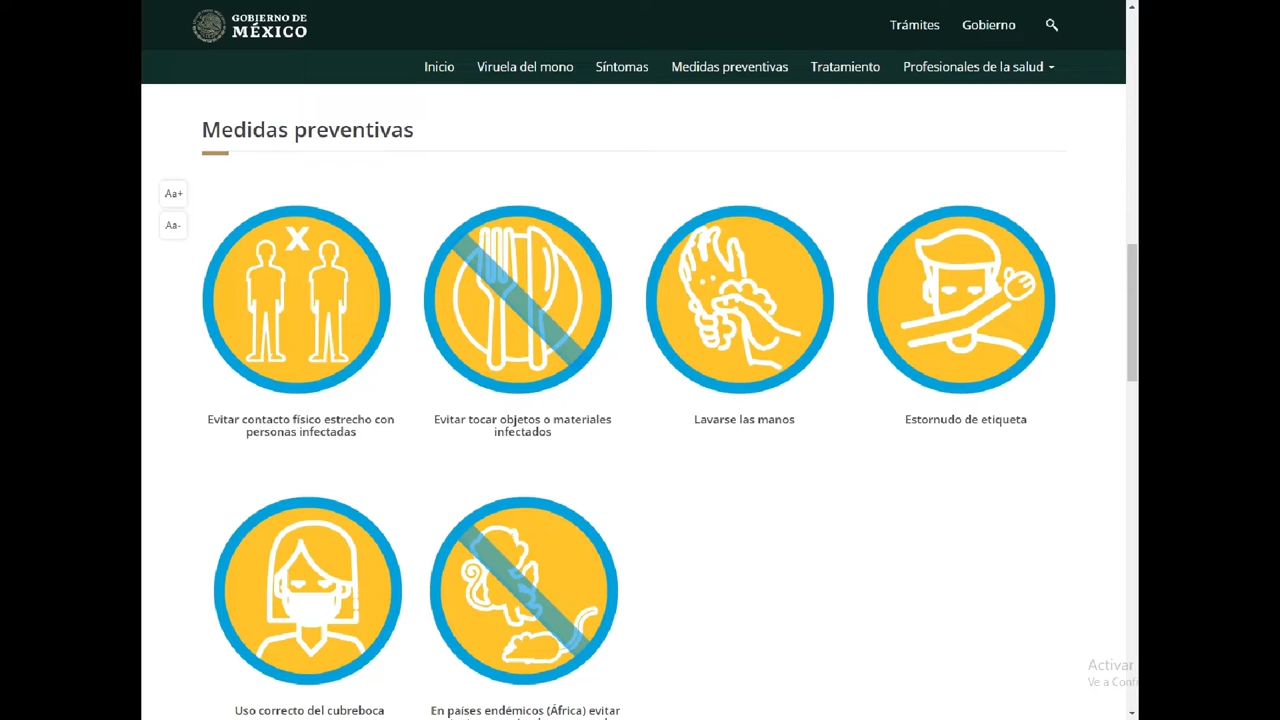 GOBIERNO DE
MÉXICO
Trámites Gobierno
Inicio Viruela del mono Síntomas Medidas preventivas Tratamiento Profesionales de la salud
Medidas preventivas
Aa+
Aa-
X
Evitar contacto físico estrecho con
personas infectadas
Evitar tocar objetos o materiales
infectados
Lavarse las manos
Estornudo de etiqueta
Uso correcto del cubreboca
En países endémicos (África) evitar
Activar
Ve a Conf